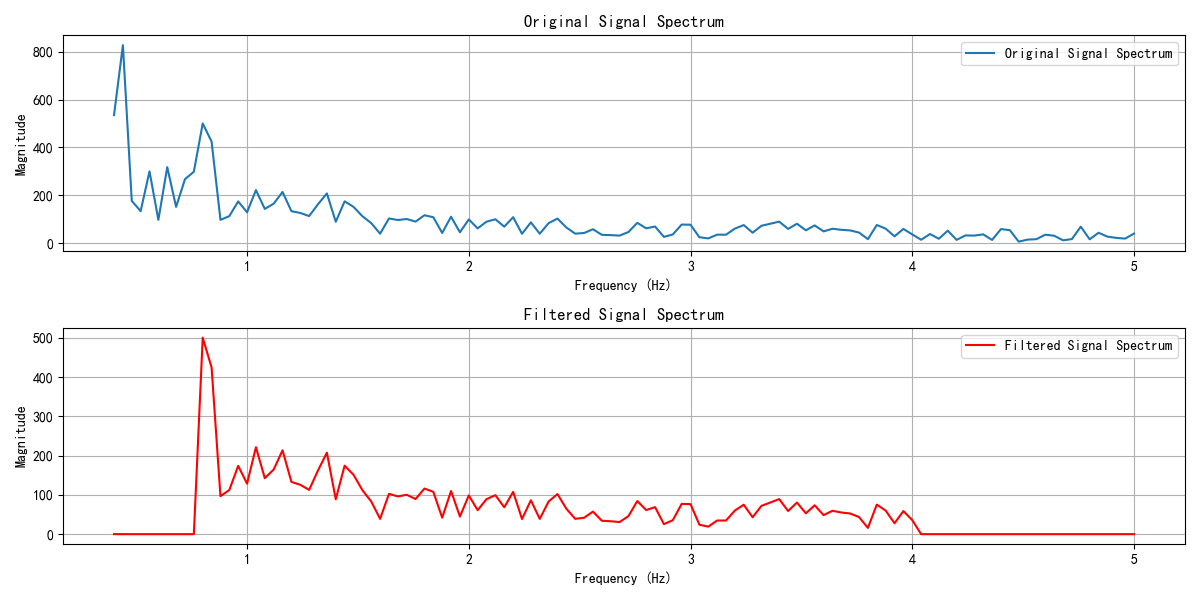 Original Signal Spectrum
Original Signal Spectrum
Magnitude
800
600
400
200
0
1 2 3 4 5
Frequency (Hz)
Filtered Signal Spectrum
Filtered Signal Spectrum
Magnitude
500
400
300
200
100
0
1 2 3 4 5
Frequency (Hz)